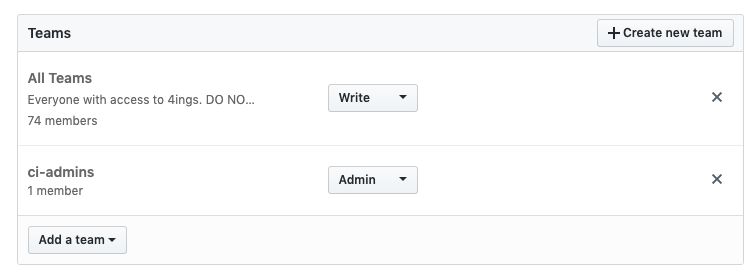 Teams
Create new team
All Teams
Everyone with access to 4ings. DO NO...
Write
74 members
ci-admins
Admin
1 member
Add a team